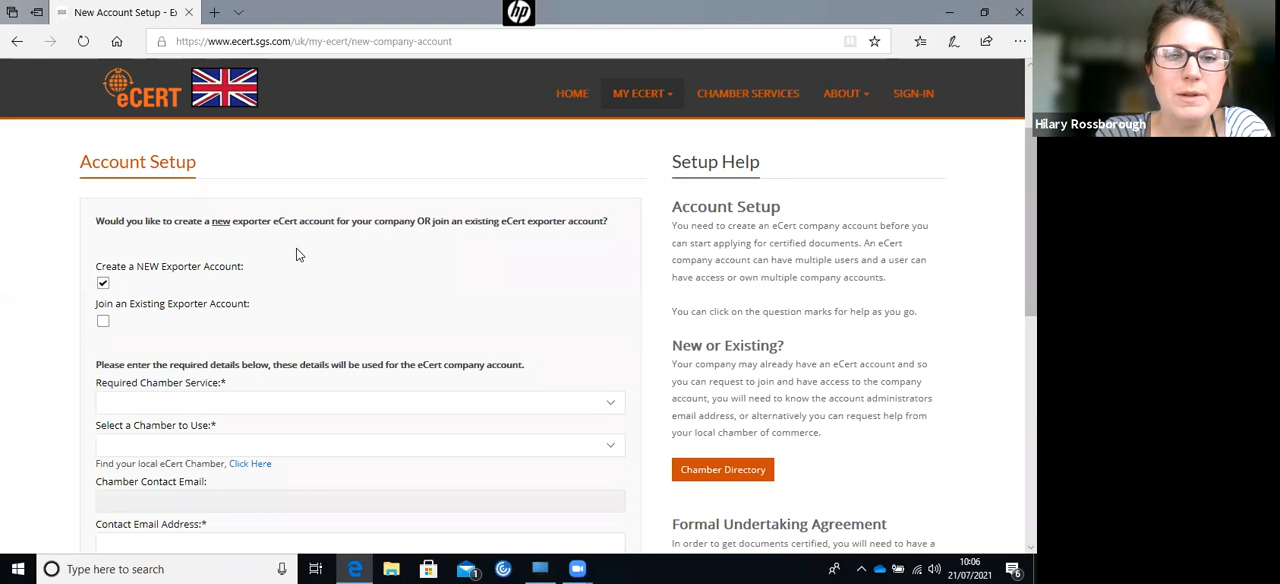 New Account Setup - E›
https://www.ecert.sgs.com/uk/my-ecert/new-company-account
hp
eCERT
HOME
MY ECERT
CHAMBER SERVICES
ABOUT
SIGN-IN
Hilary Rossborough
Account Setup
Would you like to create a new exporter eCert account for your company OR join an existing eCert exporter account?
Create a NEW Exporter Account:
Join an Existing Exporter Account:
Please enter the required details below, these details will be used for the eCert company account.
Required Chamber Service:*
Select a Chamber to Use:*
Find your local eCert Chamber, Click Here
Chamber Contact Email:
Contact Email Address:*
Setup Help
Account Setup
You need to create an eCert company account before you
can start applying for certified documents. An eCert
company account can have multiple users and a user can
have access or own multiple company accounts.
You can click on the question marks for help as you go.
New or Existing?
Your company may already have an eCert account and so
you can request to join and have access to the company
account, you will need to know the account administrators
email address, or alternatively you can request help from
your local chamber of commerce.
Chamber Directory
Formal Undertaking Agreement
In order to get documents certified, you will need to have a
Type here to search
1
10:06
21/07/2021
6